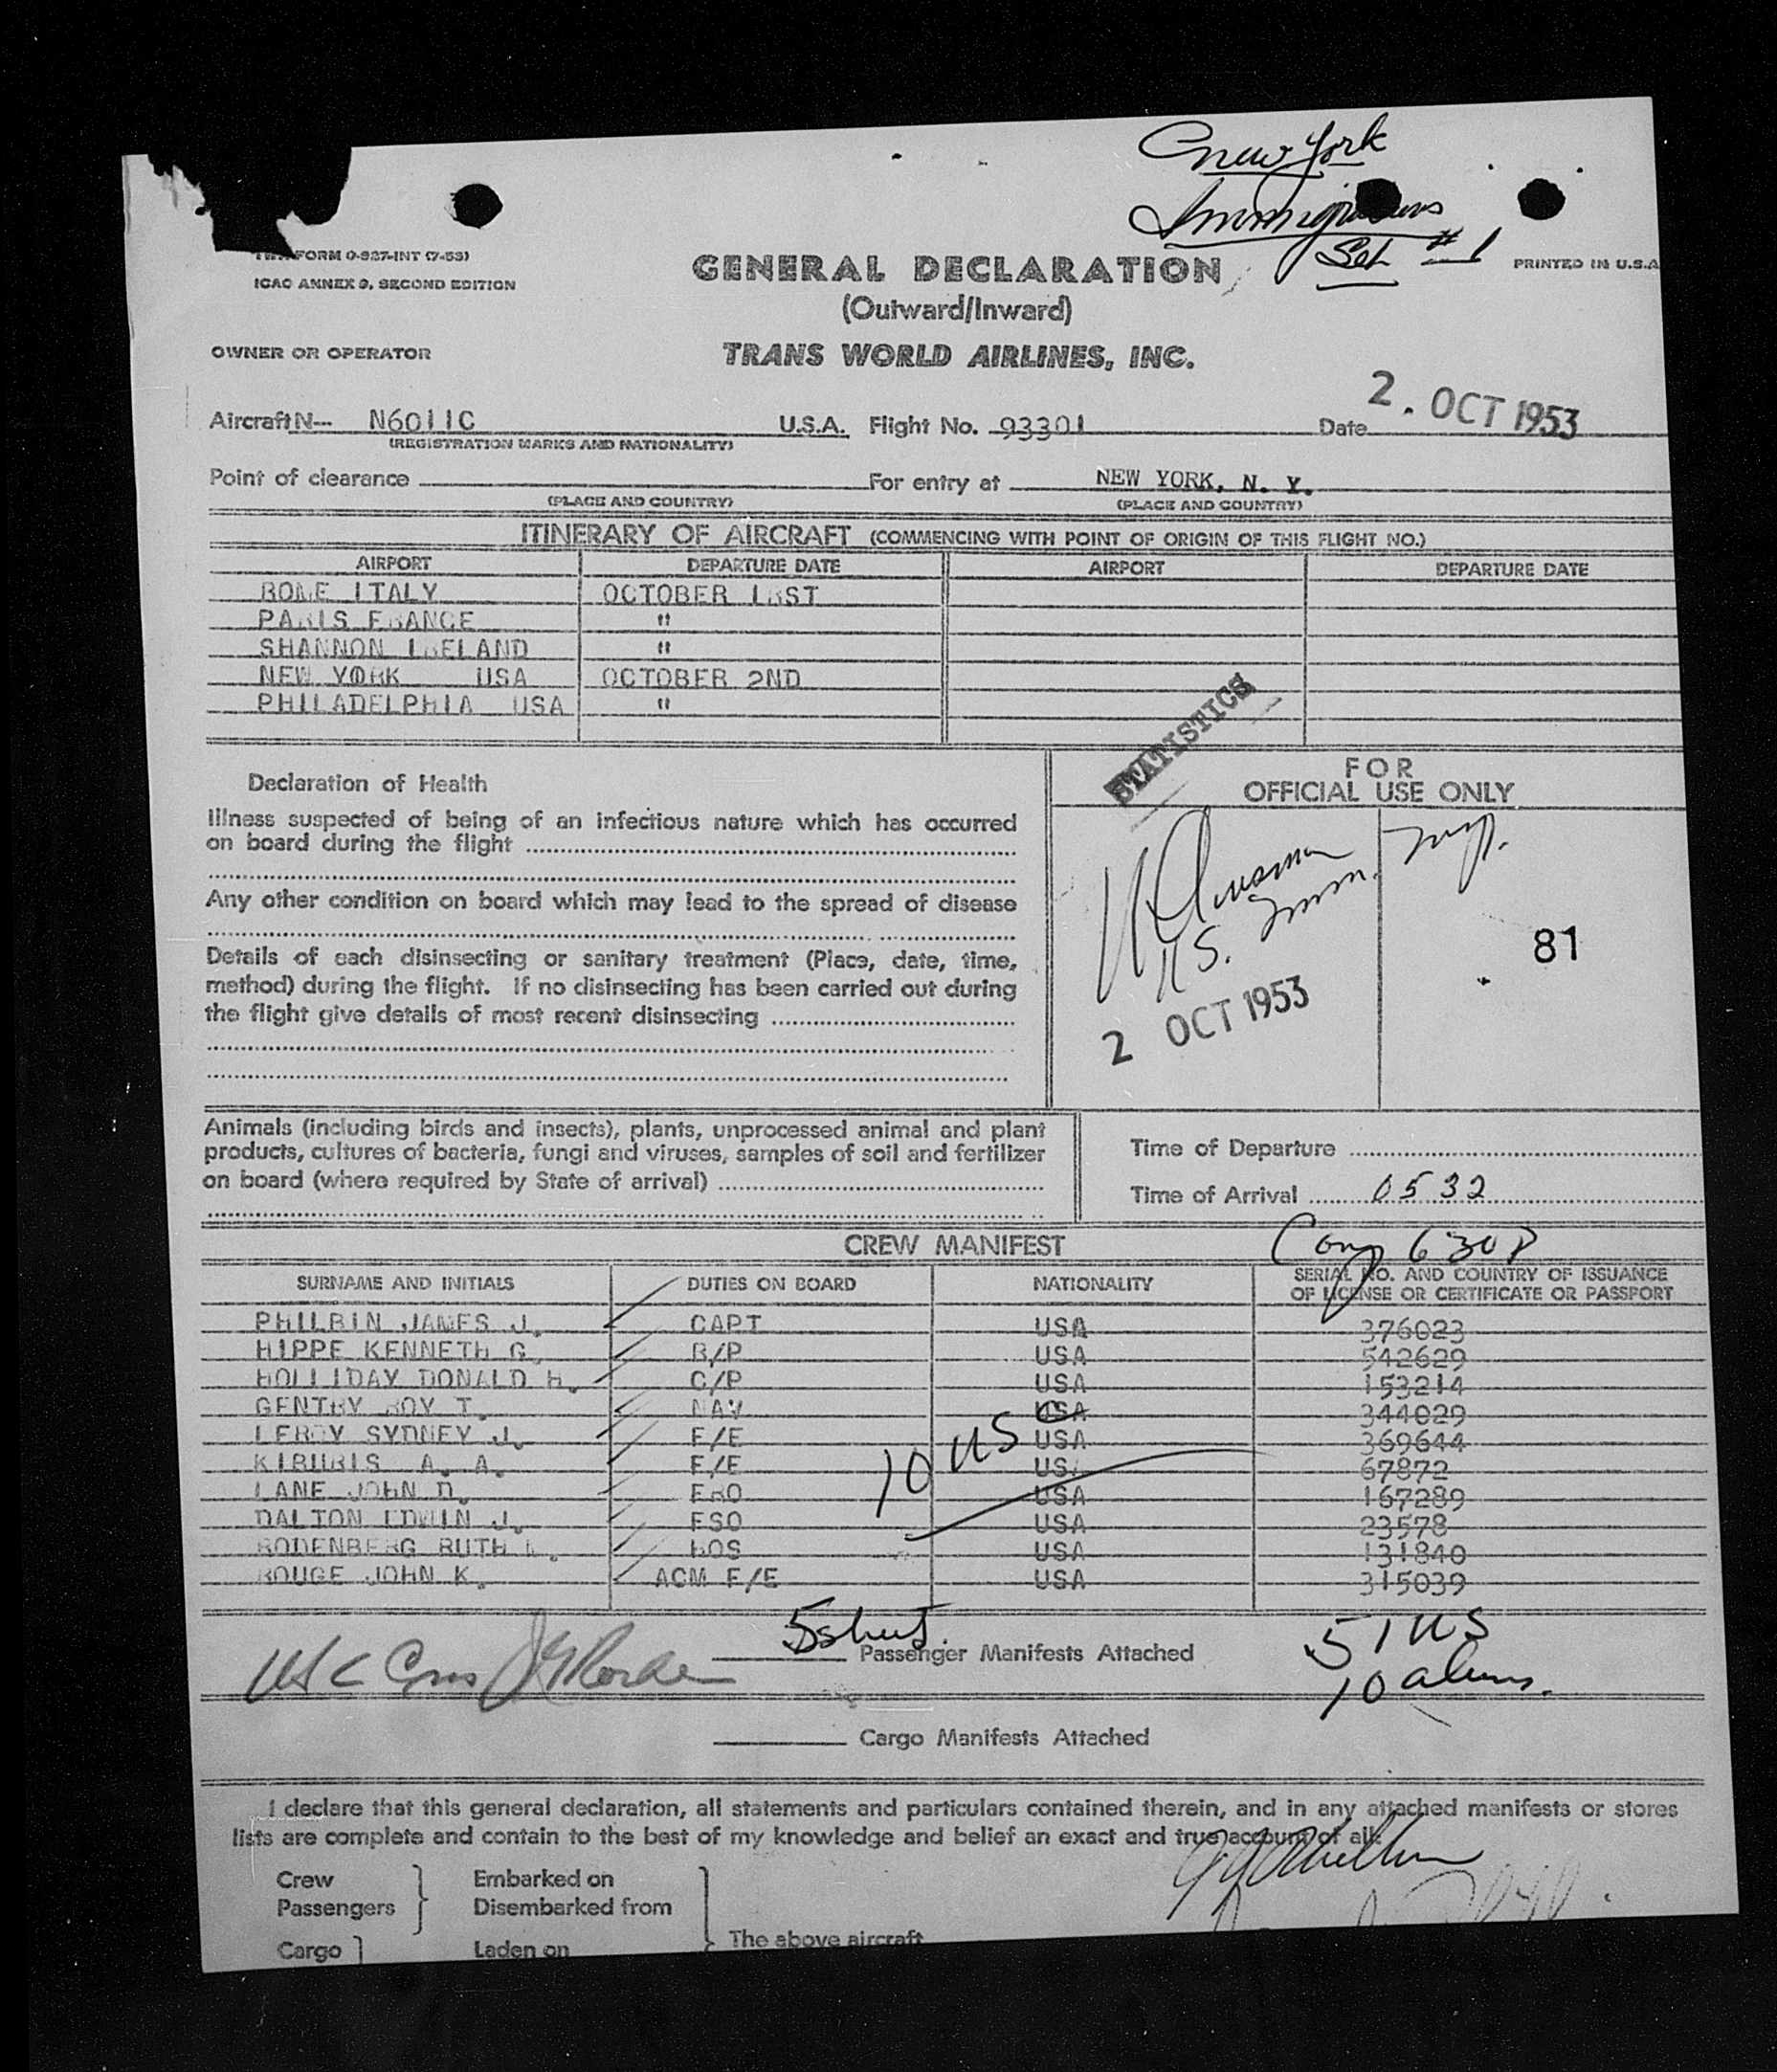 New York
Immigrations
Set # 1
FORM O-927-INT (7-53)
ICAO ANNEX 9, SECOND EDITION
PRINTED IN U.S.A
GENERAL DECLARATION
(Outward/Inward)
OWNER OR OPERATOR
TRANS WORLD AIRLINES, INC.
Aircraft N-- N6011C U.S.A. Flight No. 93301 Date 2. OCT 1953
(REGISTRATION MARKS AND NATIONALITY)
Point of clearance For entry at NEW YORK, N. Y.
(PLACE AND COUNTRY) (PLACE AND COUNTRY)
ITINERARY OF AIRCRAFT (COMMENCING WITH POINT OF ORIGIN OF THIS FLIGHT NO.)
AIRPORT DEPARTURE DATE AIRPORT DEPARTURE DATE
ROME ITALY OCTOBER 1RST
PARIS FRANCE "
SHANNON IRELAND "
NEW YORK USA OCTOBER 2ND
PHILADELPHIA USA "
STATISTICS
Declaration of Health
FOR
OFFICIAL USE ONLY
Illness suspected of being of an infectious nature which has occurred
on board during the flight
Any other condition on board which may lead to the spread of disease
Details of each disinsecting or sanitary treatment (Place, date, time,
method) during the flight. If no disinsecting has been carried out during
the flight give details of most recent disinsecting
U.S. Imm.
81
2 OCT 1953
Animals (including birds and insects), plants, unprocessed animal and plant
products, cultures of bacteria, fungi and viruses, samples of soil and fertilizer
on board (where required by State of arrival)
Time of Departure
Time of Arrival 0532
CREW MANIFEST
Cong 630P
SURNAME AND INITIALS DUTIES ON BOARD NATIONALITY SERIAL NO. AND COUNTRY OF ISSUANCE
OF LICENSE OR CERTIFICATE OR PASSPORT
PHILBIN JAMES J. CAPT USA 376023
HIPPE KENNETH G. R/P USA 542629
HOLLIDAY DONALD H. C/P USA 153214
GENTRY ROY T. NAV USA 344029
LEROY SYDNEY J. F/E USA 369644
KIBURIS A. A. F/E USA 67872
LANE JOHN D. FRO USA 167289
DALTON EDWIN J. FSO USA 23578
RODENBERG RUTH HOS USA 131840
ROUGE JOHN K. ACM F/E USA 315039
10 USC
5 sheets
Passenger Manifests Attached
51 US
10 aliens.
Cargo Manifests Attached
I declare that this general declaration, all statements and particulars contained therein, and in any attached manifests or stores
lists are complete and contain to the best of my knowledge and belief an exact and true account of all:
Crew Embarked on
Passengers Disembarked from
Cargo Laden on The above aircraft